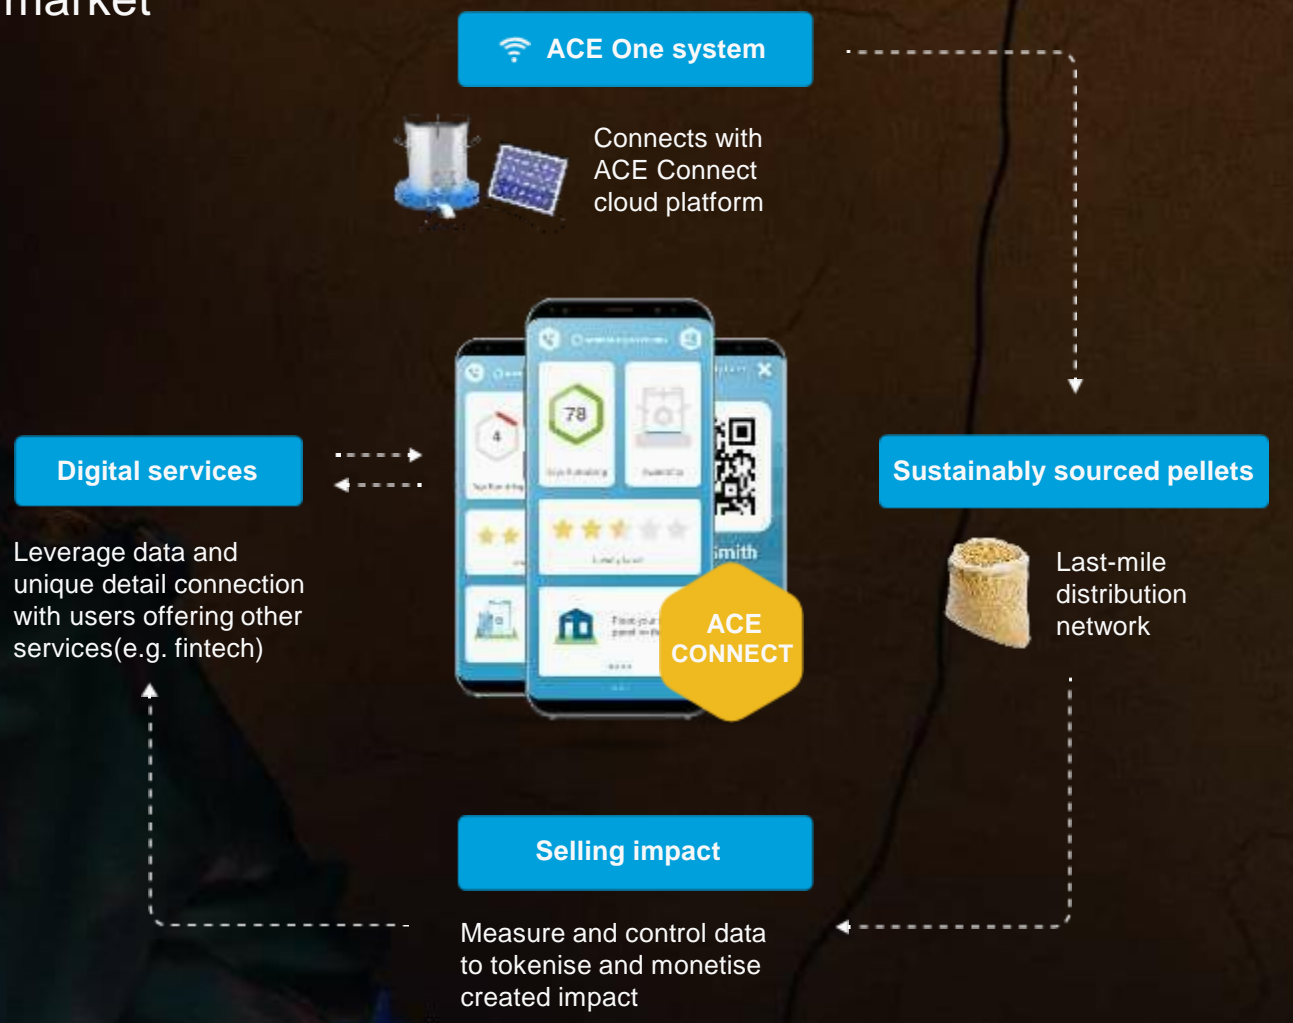 market
ACE One system
Connects with
ACE Connect
cloud platform
78
4
Smith
ACE
CONNECT
Digital services
Leverage data and
unique detail connection
with users offering other
services(e.g. fintech)
Sustainably sourced pellets
Last-mile
distribution
network
Selling impact
Measure and control data
to tokenise and monetise
created impact